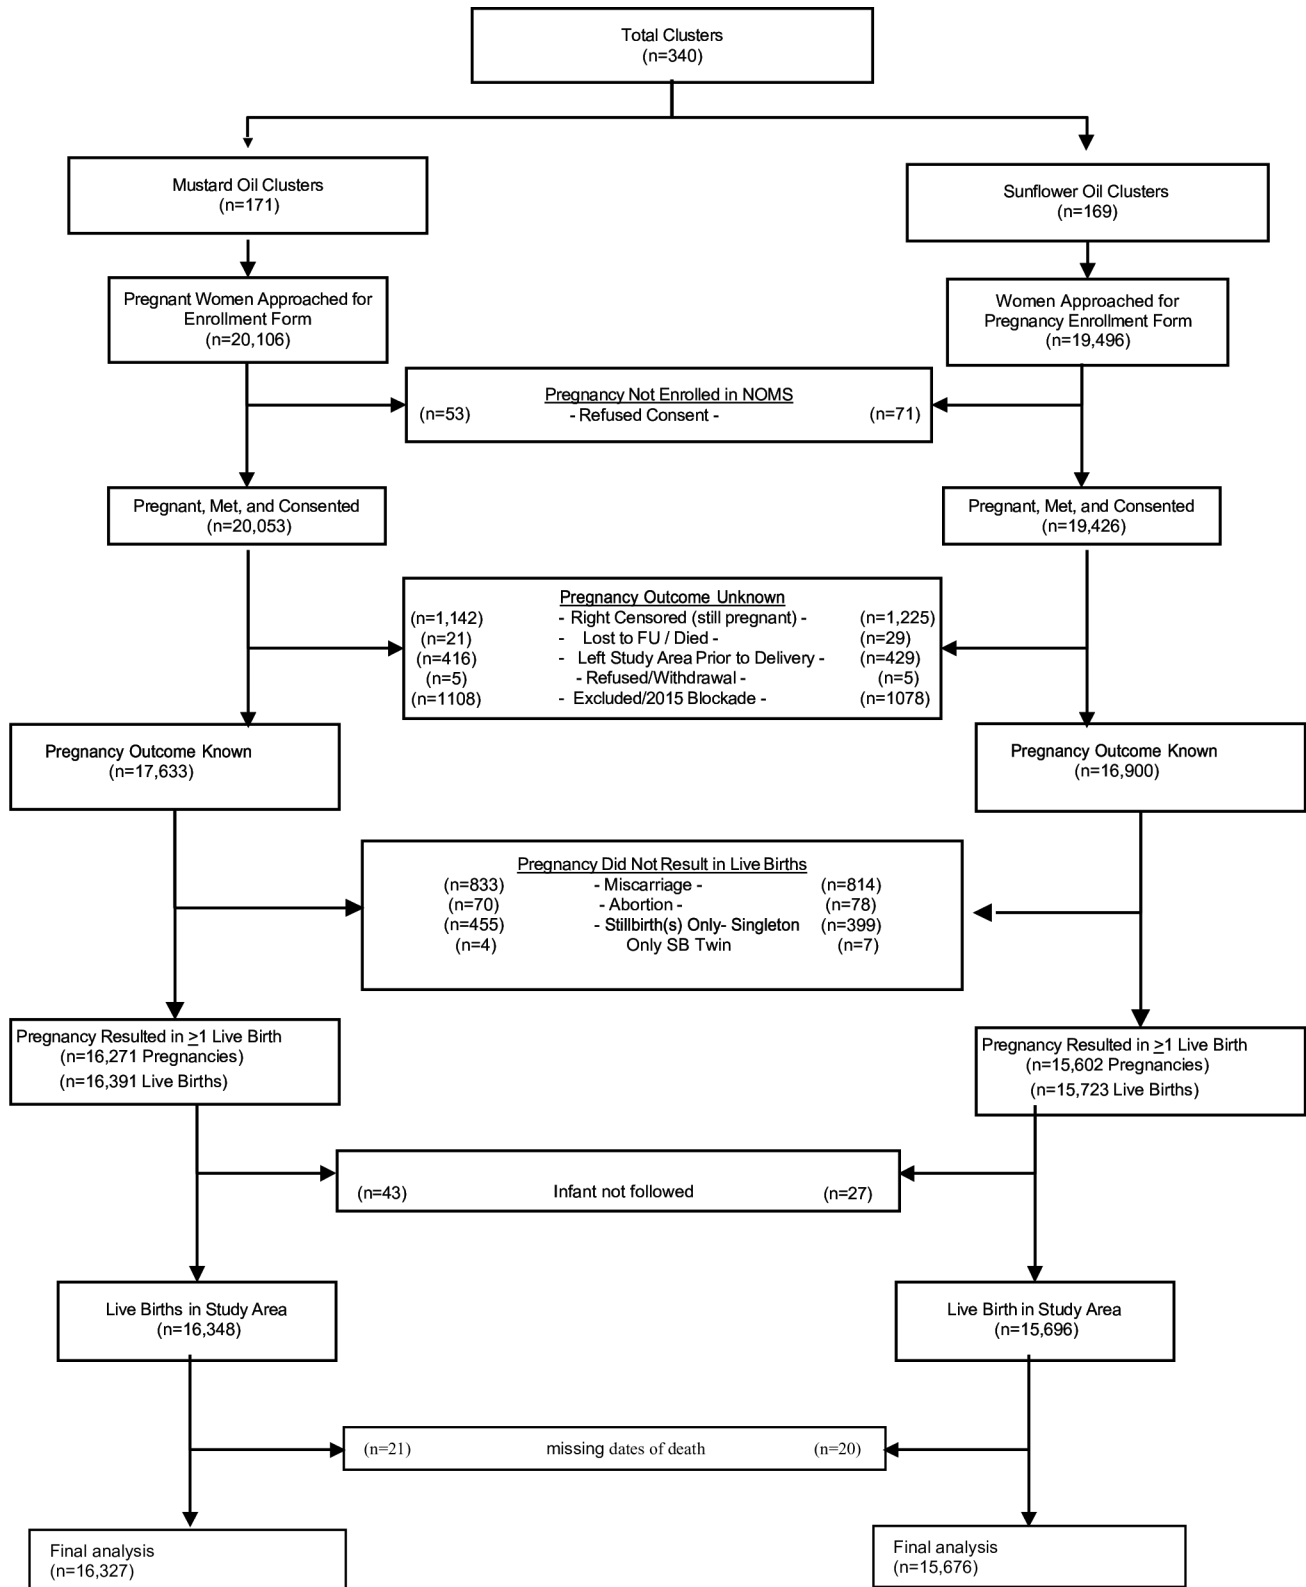 Total Clusters
(n=340)
Mustard Oil Clusters
(n=171)
Sunflower Oil Clusters
(n=169)
Pregnant Women Approached for
Enrollment Form
(n=20,106)
Women Approached for
Pregnancy Enrollment Form
(n=19,496)
Pregnancy Not Enrolled in NOMS
(n=53) - Refused Consent - (n=71)
Pregnant, Met, and Consented
(n=20,053)
Pregnant, Met, and Consented
(n=19,426)
Pregnancy Outcome Unknown
(n=1,142) - Right Censored (still pregnant) - (n=1,225)
(n=21) - Lost to FU / Died - (n=29)
(n=416) - Left Study Area Prior to Delivery - (n=429)
(n=5) - Refused/Withdrawal - (n=5)
(n=1108) - Excluded/2015 Blockade - (n=1078)
Pregnancy Outcome Known
(n=17,633)
Pregnancy Outcome Known
(n=16,900)
Pregnancy Did Not Result in Live Births
(n=833) - Miscarriage - (n=814)
(n=70) - Abortion - (n=78)
(n=455) - Stillbirth(s) Only- Singleton (n=399)
(n=4) Only SB Twin (n=7)
Pregnancy Resulted in ≥1 Live Birth
(n=16,271 Pregnancies)
(n=16,391 Live Births)
Pregnancy Resulted in ≥1 Live Birth
(n=15,602 Pregnancies)
(n=15,723 Live Births)
(n=43) Infant not followed (n=27)
Live Births in Study Area
(n=16,348)
Live Birth in Study Area
(n=15,696)
(n=21) missing dates of death (n=20)
Final analysis
(n=16,327)
Final analysis
(n=15,676)